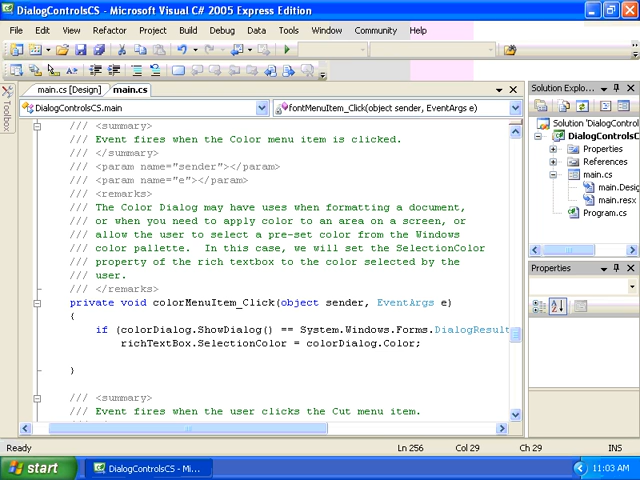 DialogControlsCS - Microsoft Visual C# 2005 Express Edition
File Edit View Refactor Project Build Debug Data Tools Window Community Help
main.cs [Design] main.cs
Toolbox
DialogControlsCS.main
fontMenuItem_Click(object sender, EventArgs e)
/// <summary>
/// Event fires when the Color menu item is clicked.
/// </summary>
/// <param name="sender"></param>
/// <param name="e"></param>
/// <remarks>
/// The Color Dialog may have uses when formatting a document,
/// or when you need to apply color to an area on a screen, or
/// allow the user to select a pre-set color from the Windows
/// color pallette.  In this case, we will set the SelectionColor
/// property of the rich textbox to the color selected by the
/// user.
/// </remarks>
private void colorMenuItem_Click(object sender, EventArgs e)
{
if (colorDialog.ShowDialog() == System.Windows.Forms.DialogResult
richTextBox.SelectionColor = colorDialog.Color;
}
/// <summary>
/// Event fires when the user clicks the Cut menu item.
Solution Explo...
Solution 'DialogControl
DialogControlsC
Properties
References
main.cs
main.Desig
main.resx
Program.cs
Properties
Ready
Ln 256
Col 29
Ch 29
INS
start
DialogControlsCS - Mi...
11:03 AM